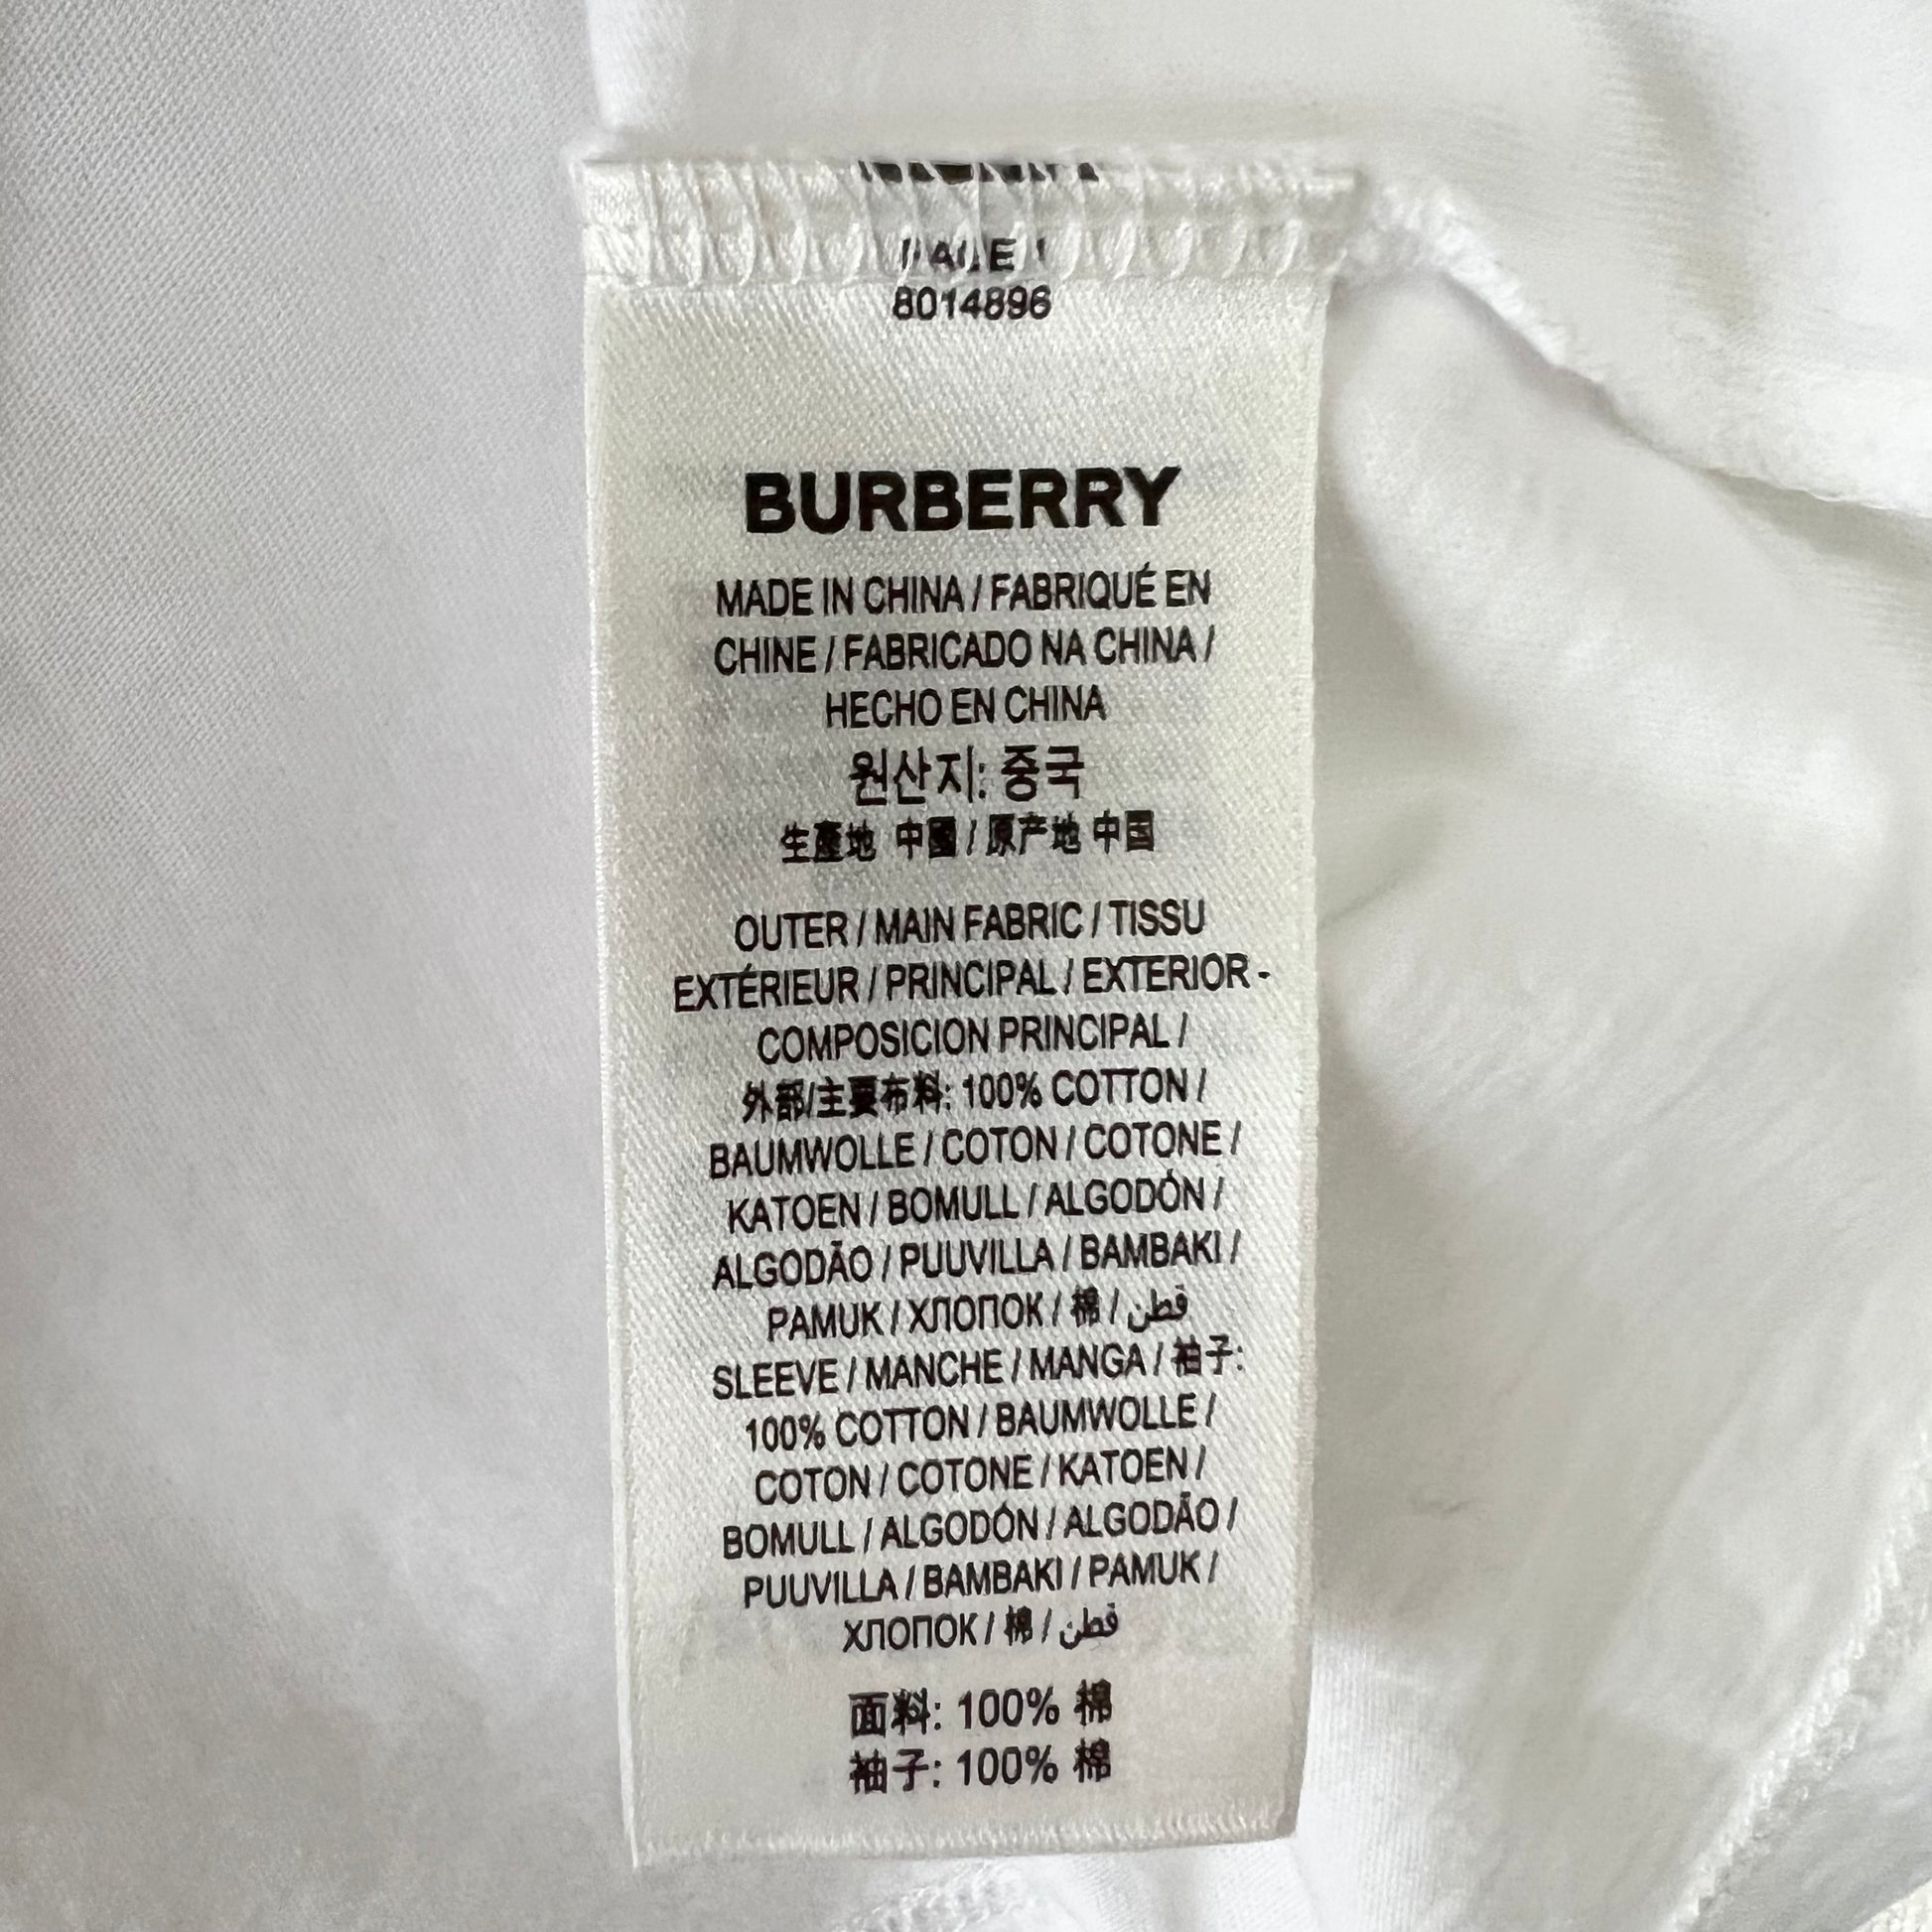 8014896
BURBERRY
MADE IN CHINA / FABRIQUÉ EN
CHINE / FABRICADO NA CHINA /
HECHO EN CHINA
원산지: 중국
生產地 中國 / 原产地 中国
OUTER / MAIN FABRIC / TISSU
EXTÉRIEUR / PRINCIPAL / EXTERIOR -
COMPOSICION PRINCIPAL /
外部/主要布料: 100% COTTON /
BAUMWOLLE / COTON / COTONE /
KATOEN / BOMULL / ALGODÓN /
ALGODÃO / PUUVILLA / BAMBAKI /
PAMUK / ХЛОПОК / 棉 / قطن
SLEEVE / MANCHE / MANGA / 袖子:
100% COTTON / BAUMWOLLE /
COTON / COTONE / KATOEN /
BOMULL / ALGODÓN / ALGODÃO /
PUUVILLA / BAMBAKI / PAMUK /
ХЛОПОК / 棉 / قطن
面料: 100% 棉
袖子: 100% 棉